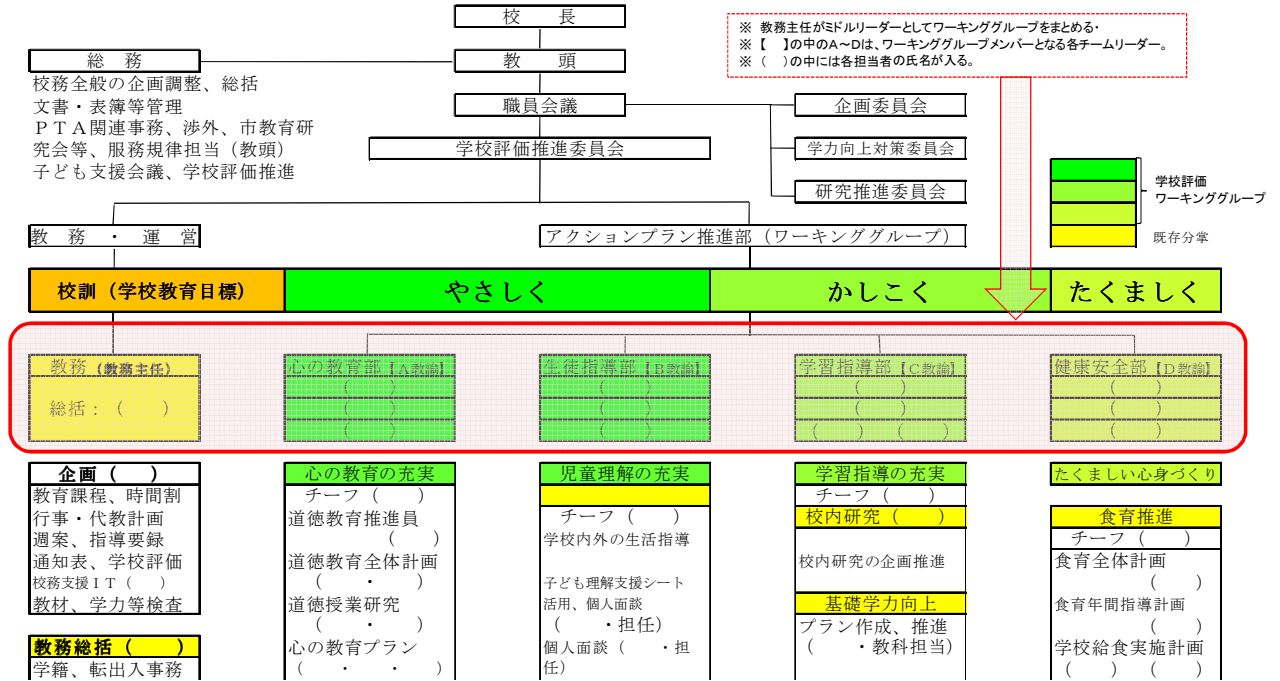 校　長
※ 教務主任がミドルリーダーとしてワーキンググループをまとめる・
※【　】の中のA～Dは、ワーキンググループメンバーとなる各チームリーダー。
※（　）の中には各担当者の氏名が入る。
総　務
教　頭
校務全般の企画調整、総括
文書・表簿等管理
ＰＴＡ関連事務、渉外、市教育研
究会等、服務規律担当（教頭）
子ども支援会議、学校評価推進
職員会議
企画委員会
学校評価推進委員会
学力向上対策委員会
研究推進委員会
学校評価
ワーキンググループ
既存分掌
教　務　・　運　営
アクションプラン推進部（ワーキンググループ）
校訓（学校教育目標）
やさしく
かしこく
たくましく
教務（教務主任）
総括：（　　）
心の教育部【A教諭】
（　　）
（　　）
（　　）
生徒指導部【B教諭】
（　　）
（　　）
（　　）
学習指導部【C教諭】
（　　）
（　　）
（　　）　（　　）
健康安全部【D教諭】
（　　）
（　　）
（　　）
企画（　　）
教育課程、時間割
行事・代教計画
週案、指導要録
通知表、学校評価
校務支援ＩＴ（　　）
教材、学力等検査
教務総括（　　）
学籍、転出入事務
心の教育の充実
チーフ（　　）
道徳教育推進員
（　　）
道徳教育全体計画
（　　・　　）
道徳授業研究
（　　・　　）
心の教育プラン
（　　・　　・　　）
児童理解の充実
チーフ（　　）
学校内外の生活指導
子ども理解支援シート
活用、個人面談
（　　・担任）
個人面談（　　・担
任）
学習指導の充実
チーフ（　　）
校内研究（　　）
校内研究の企画推進
基礎学力向上
プラン作成、推進
（　　・教科担当）
たくましい心身づくり
食育推進
チーフ（　　）
食育全体計画
（　　）
食育年間指導計画
（　　）
学校給食実施計画
（　　）　（　　）